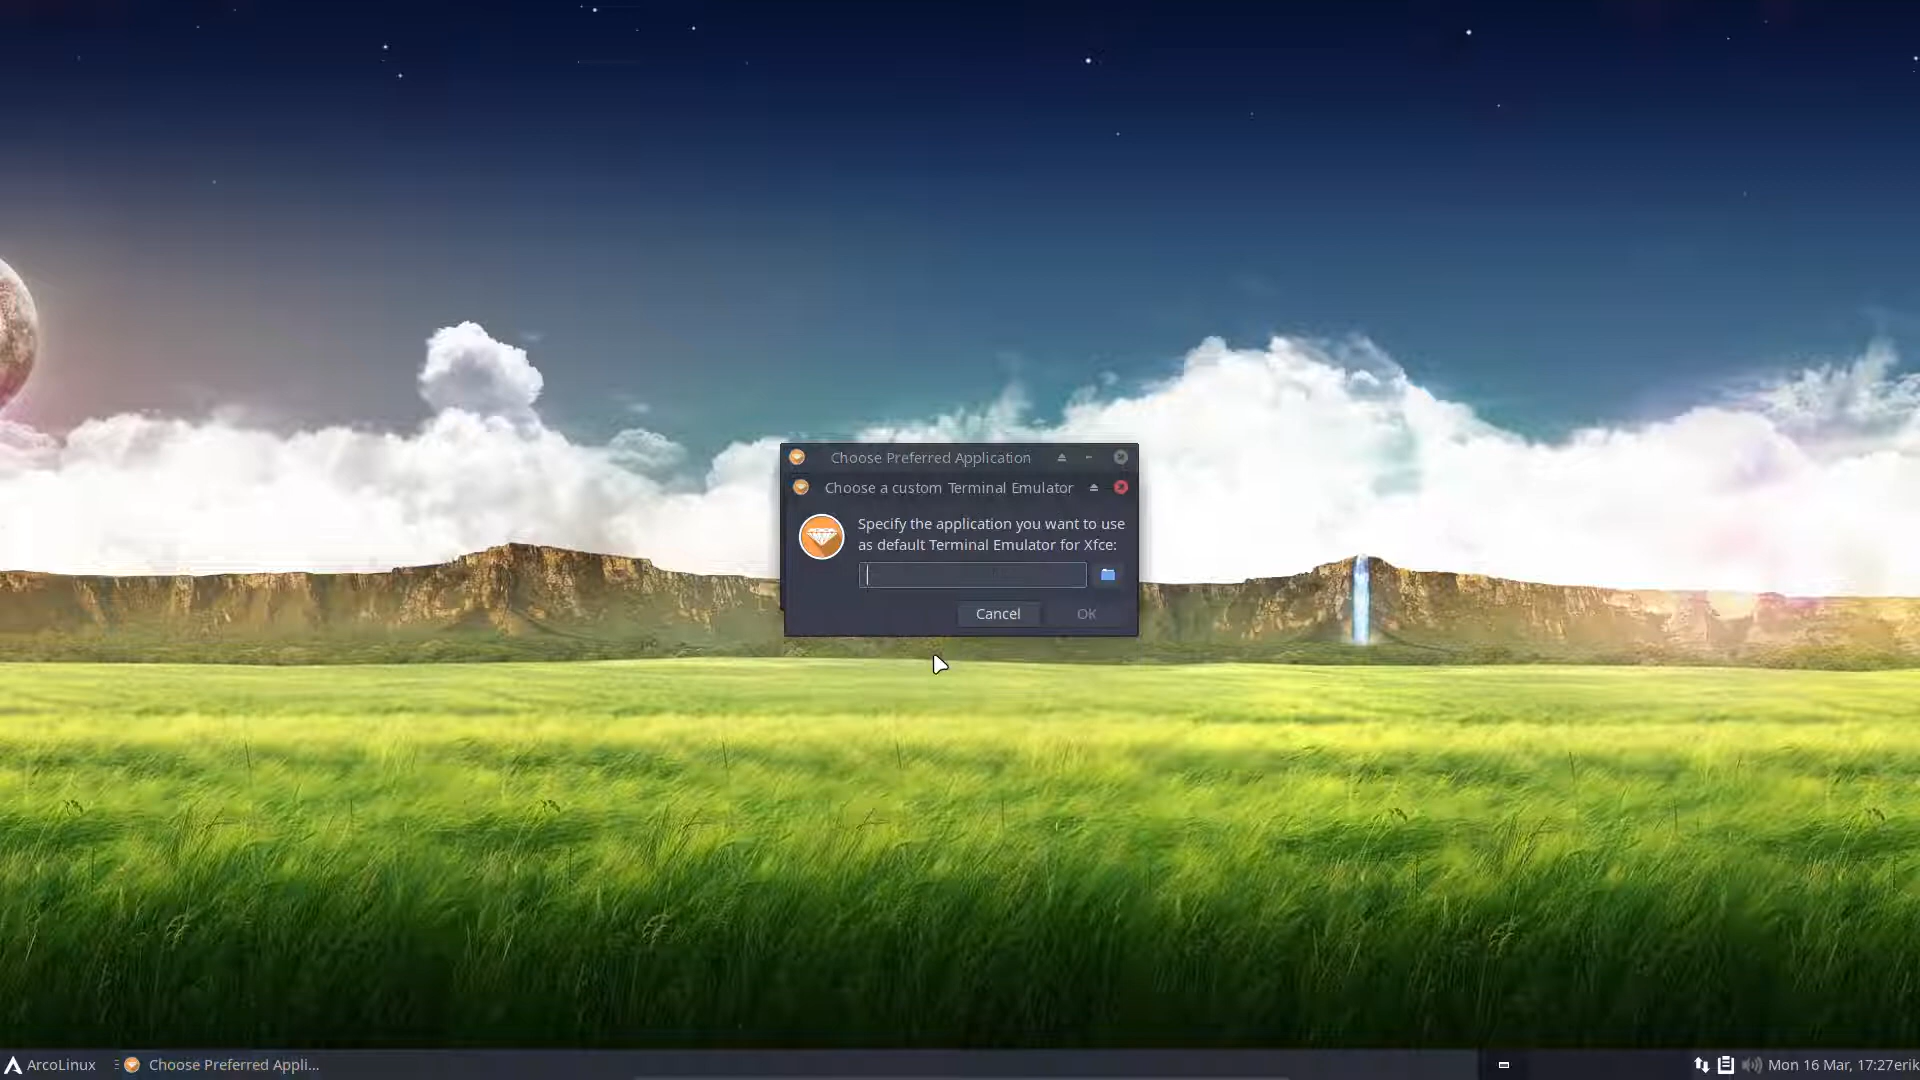 Choose Preferred Application
Choose a custom Terminal Emulator
Specify the application you want to use
as default Terminal Emulator for Xfce:
Cancel
OK
ArcoLinux
Choose Preferred Appli...
Mon 16 Mar, 17:27erik